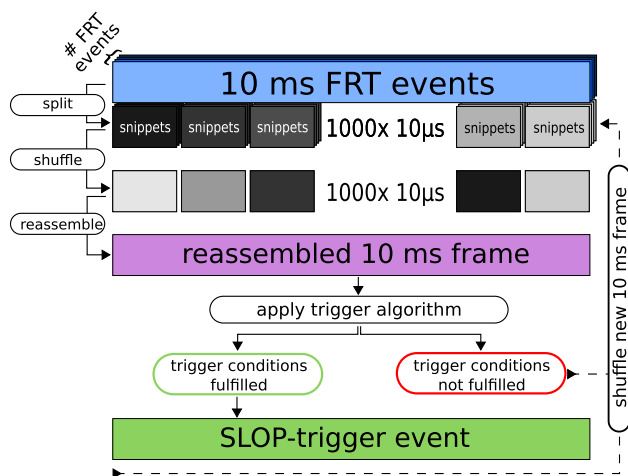 # FRT
events
10 ms FRT events
split
snippets snippets snippets 1000x 10µs snippets snippets
shuffle
1000x 10µs
reassemble
reassembled 10 ms frame
apply trigger algorithm
trigger conditions
fulfilled
trigger conditions
not fulfilled
SLOP-trigger event
shuffle new 10 ms frame